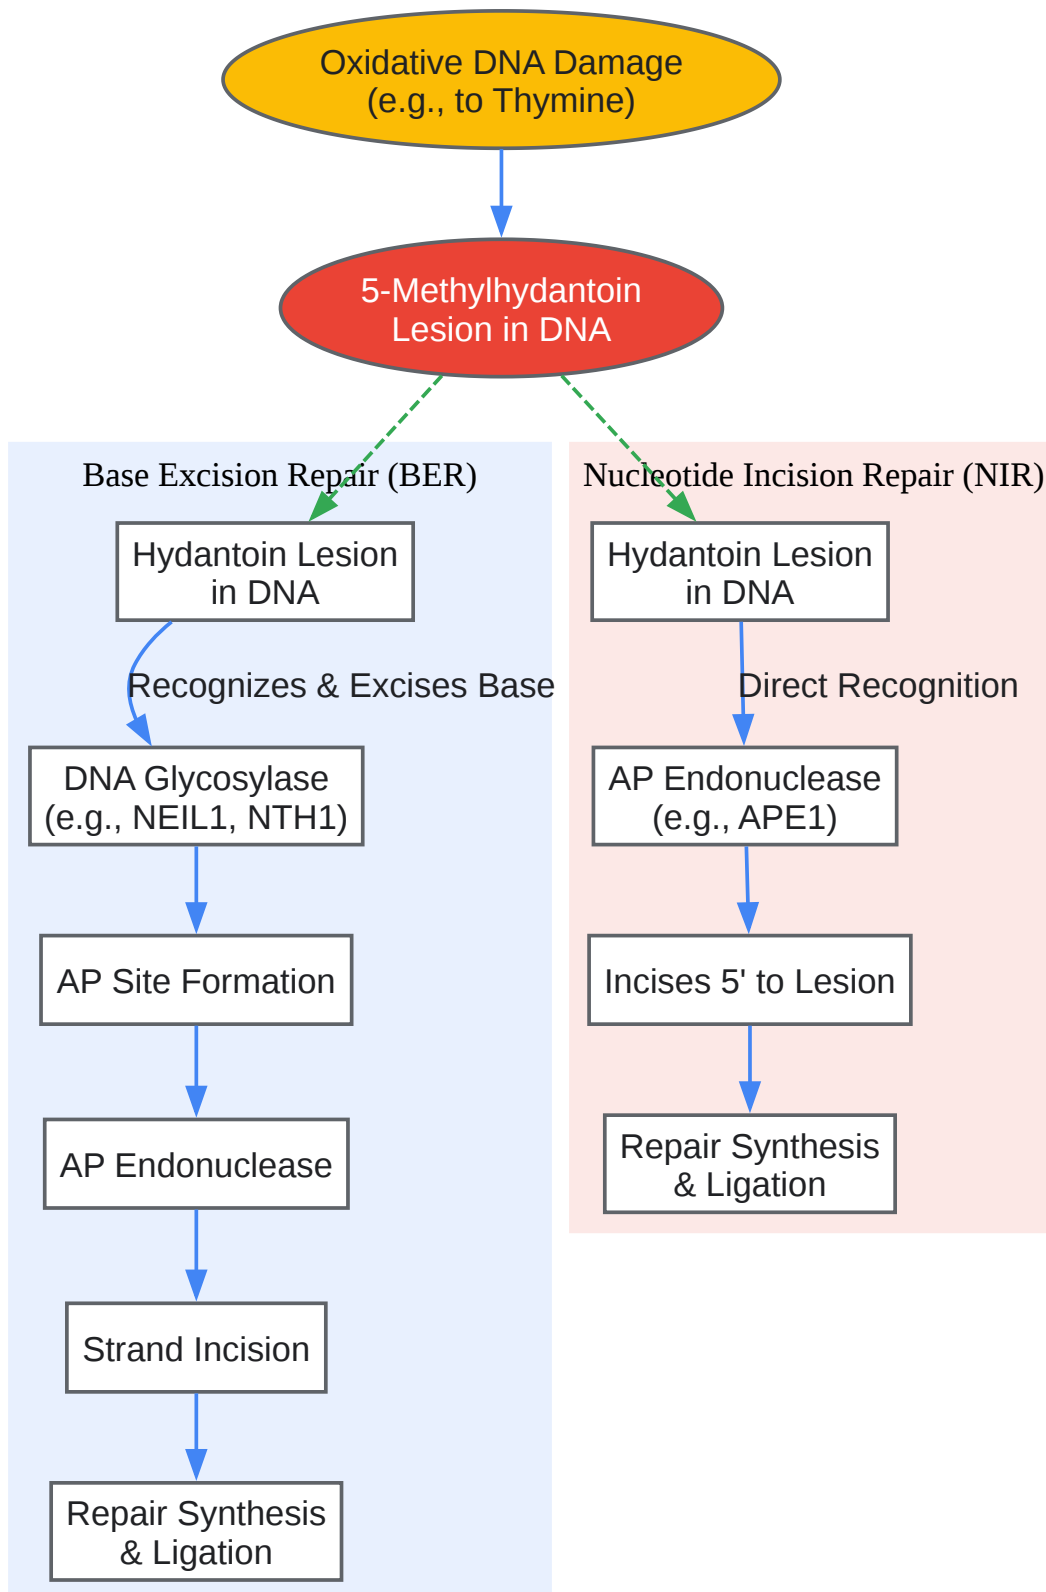 Oxidative DNA Damage
(e.g., to Thymine)
5-Methylhydantoin
Lesion in DNA
Base Excision Repair (BER)
Hydantoin Lesion
in DNA
Recognizes & Excises Base
DNA Glycosylase
(e.g., NEIL1, NTH1)
AP Site Formation
AP Endonuclease
Strand Incision
Repair Synthesis
& Ligation
Nucleotide Incision Repair (NIR)
Hydantoin Lesion
in DNA
Direct Recognition
AP Endonuclease
(e.g., APE1)
Incises 5' to Lesion
Repair Synthesis
& Ligation